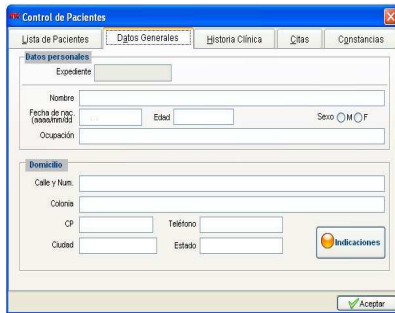 Control de Pacientes
Lista de Pacientes Datos Generales Historia Clínica Citas Constancias
Datos personales
Expediente
Nombre
Fecha de nac.
(aaaa/mm/dd Edad Sexo M F
Ocupación
Domicilio
Calle y Num.
Colonia
CP Teléfono
Ciudad Estado Indicaciones
Aceptar